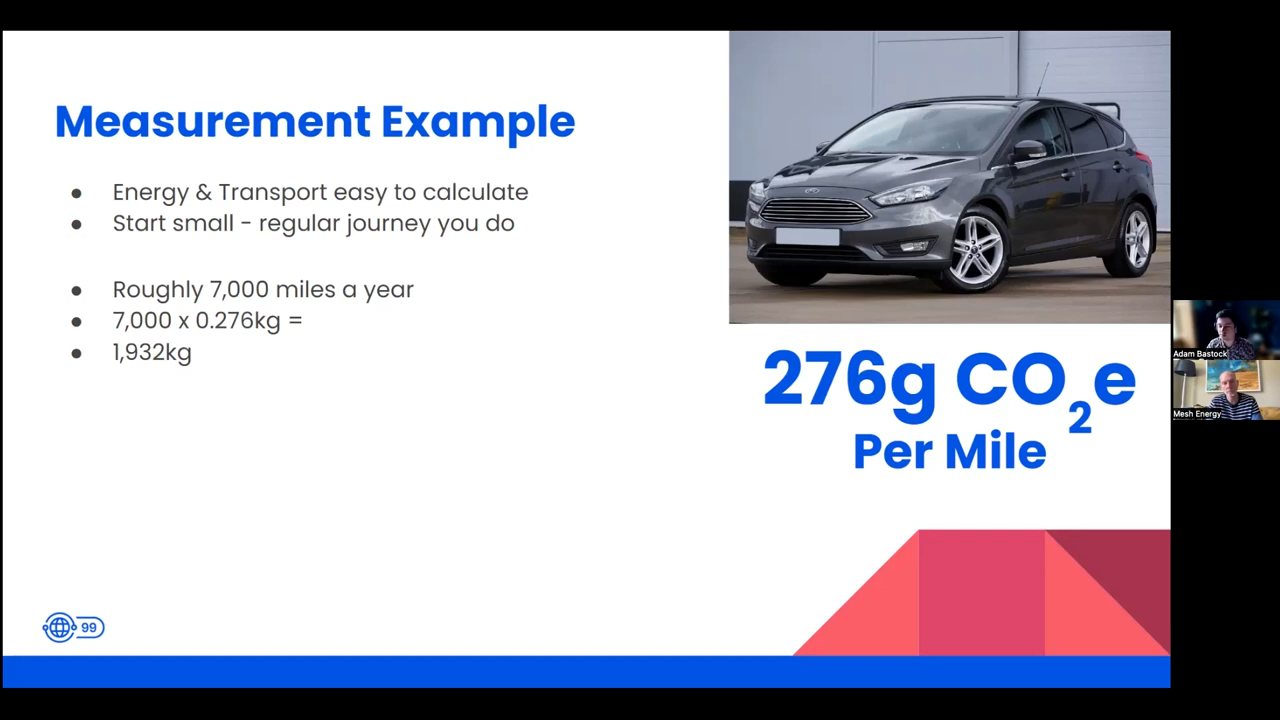 Measurement Example
● Energy & Transport easy to calculate
● Start small - regular journey you do
● Roughly 7,000 miles a year
● 7,000 x 0.276kg =
● 1,932kg
276g CO2e
Per Mile
99
Adam Bastock
Mesh Energy